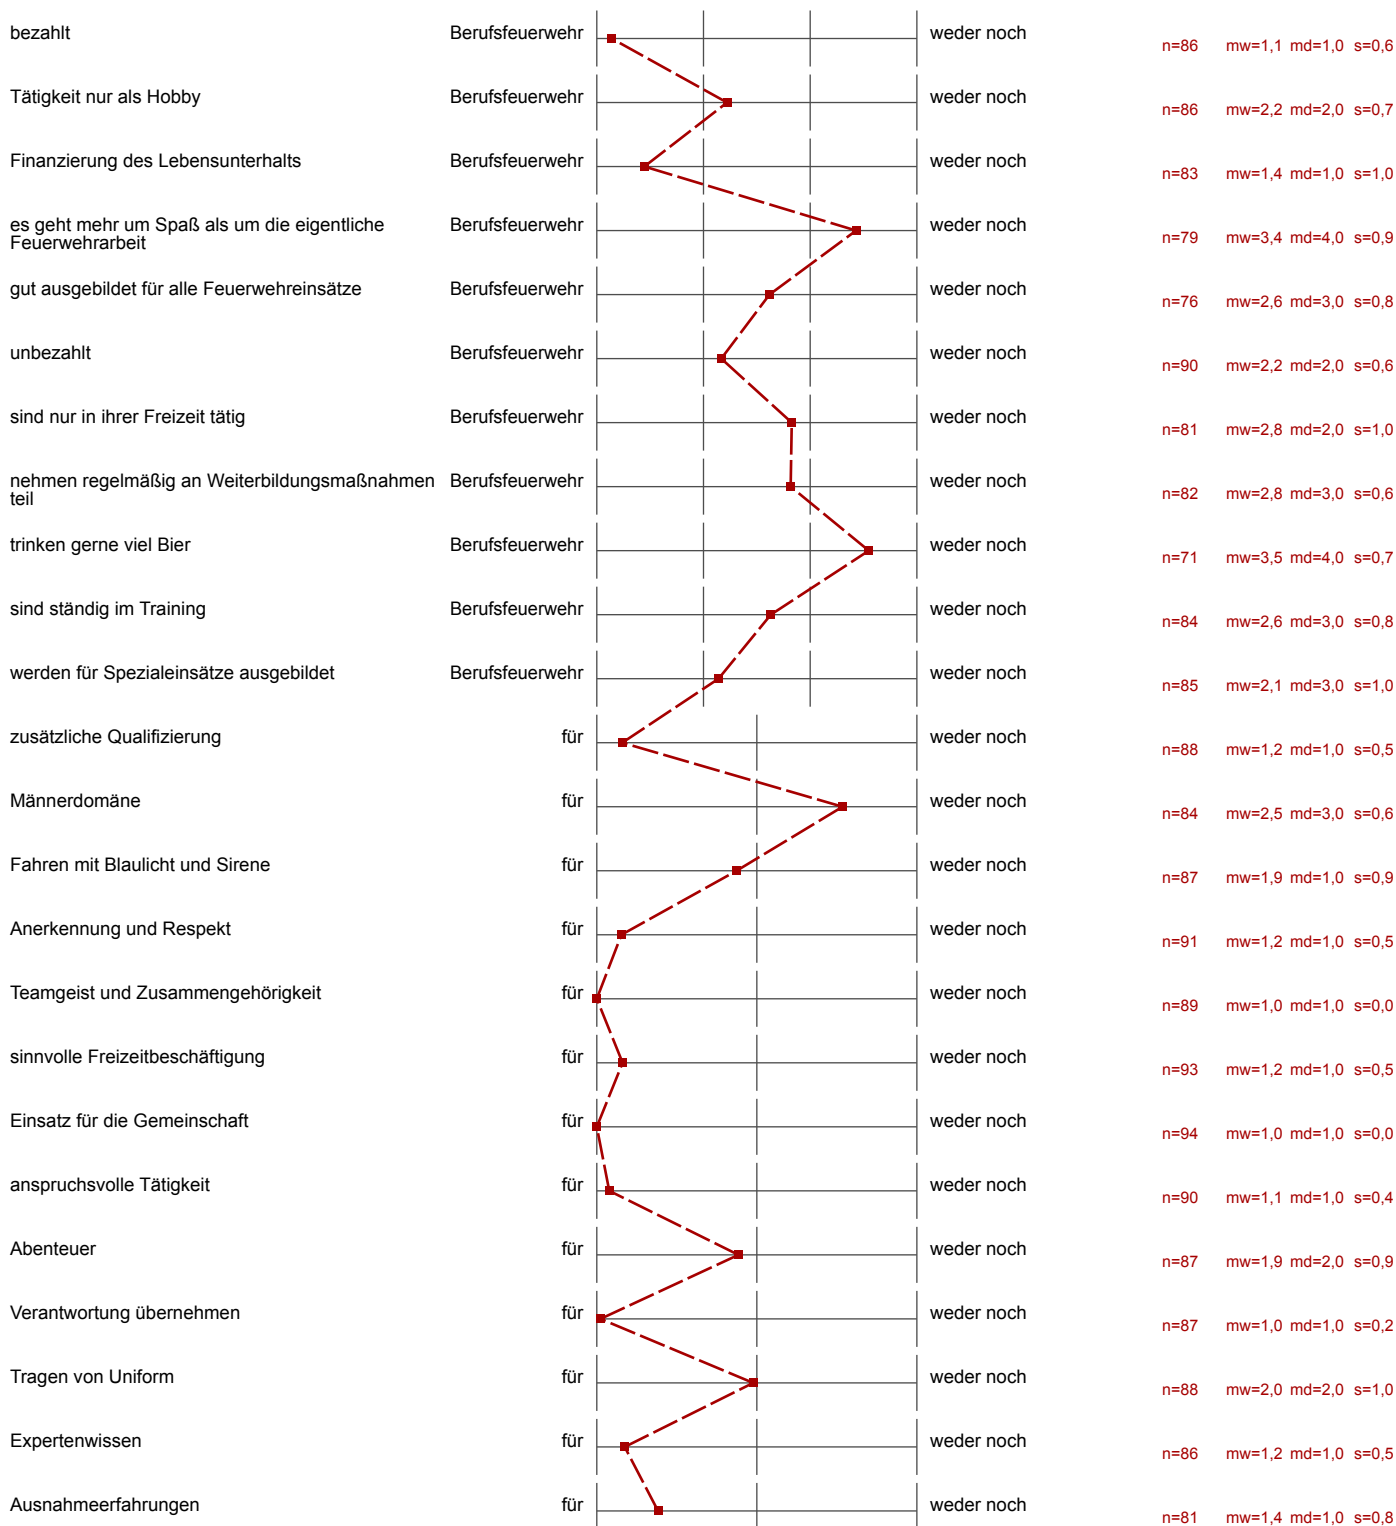 bezahlt Berufsfeuerwehr weder noch n=86 mw=1,1 md=1,0 s=0,6
Tätigkeit nur als Hobby Berufsfeuerwehr weder noch n=86 mw=2,2 md=2,0 s=0,7
Finanzierung des Lebensunterhalts Berufsfeuerwehr weder noch n=83 mw=1,4 md=1,0 s=1,0
es geht mehr um Spaß als um die eigentliche
Feuerwehrarbeit Berufsfeuerwehr weder noch n=79 mw=3,4 md=4,0 s=0,9
gut ausgebildet für alle Feuerwehreinsätze Berufsfeuerwehr weder noch n=76 mw=2,6 md=3,0 s=0,8
unbezahlt Berufsfeuerwehr weder noch n=90 mw=2,2 md=2,0 s=0,6
sind nur in ihrer Freizeit tätig Berufsfeuerwehr weder noch n=81 mw=2,8 md=2,0 s=1,0
nehmen regelmäßig an Weiterbildungsmaßnahmen
teil Berufsfeuerwehr weder noch n=82 mw=2,8 md=3,0 s=0,6
trinken gerne viel Bier Berufsfeuerwehr weder noch n=71 mw=3,5 md=4,0 s=0,7
sind ständig im Training Berufsfeuerwehr weder noch n=84 mw=2,6 md=3,0 s=0,8
werden für Spezialeinsätze ausgebildet Berufsfeuerwehr weder noch n=85 mw=2,1 md=3,0 s=1,0
zusätzliche Qualifizierung für weder noch n=88 mw=1,2 md=1,0 s=0,5
Männerdomäne für weder noch n=84 mw=2,5 md=3,0 s=0,6
Fahren mit Blaulicht und Sirene für weder noch n=87 mw=1,9 md=1,0 s=0,9
Anerkennung und Respekt für weder noch n=91 mw=1,2 md=1,0 s=0,5
Teamgeist und Zusammengehörigkeit für weder noch n=89 mw=1,0 md=1,0 s=0,0
sinnvolle Freizeitbeschäftigung für weder noch n=93 mw=1,2 md=1,0 s=0,5
Einsatz für die Gemeinschaft für weder noch n=94 mw=1,0 md=1,0 s=0,0
anspruchsvolle Tätigkeit für weder noch n=90 mw=1,1 md=1,0 s=0,4
Abenteuer für weder noch n=87 mw=1,9 md=2,0 s=0,9
Verantwortung übernehmen für weder noch n=87 mw=1,0 md=1,0 s=0,2
Tragen von Uniform für weder noch n=88 mw=2,0 md=2,0 s=1,0
Expertenwissen für weder noch n=86 mw=1,2 md=1,0 s=0,5
Ausnahmeerfahrungen für weder noch n=81 mw=1,4 md=1,0 s=0,8